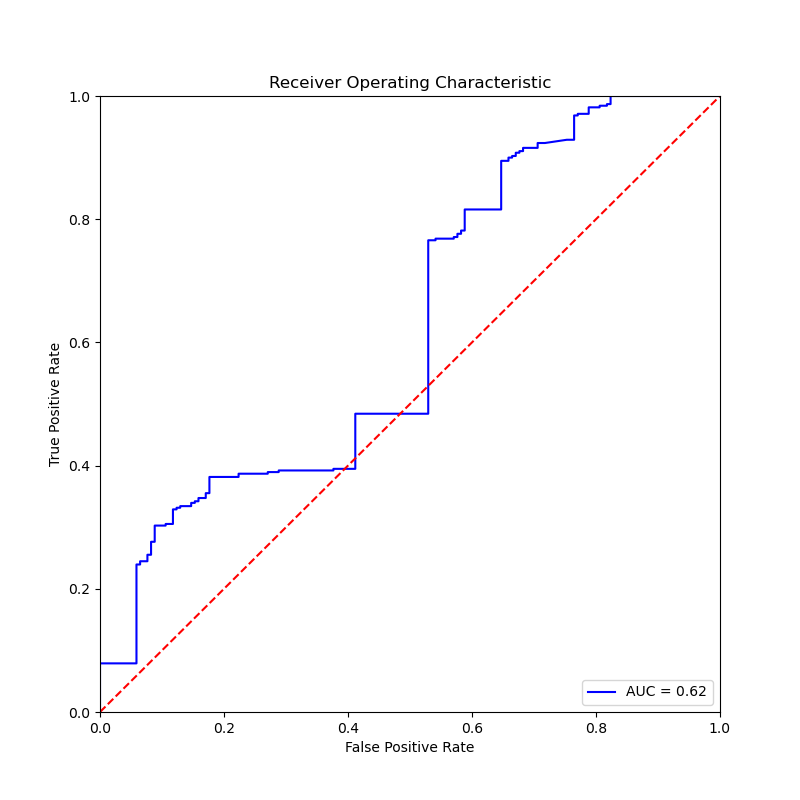 Receiver Operating Characteristic
1.0
0.8
0.6
0.4
0.2
0.0
True Positive Rate
AUC = 0.62
0.0 0.2 0.4 0.6 0.8 1.0
False Positive Rate